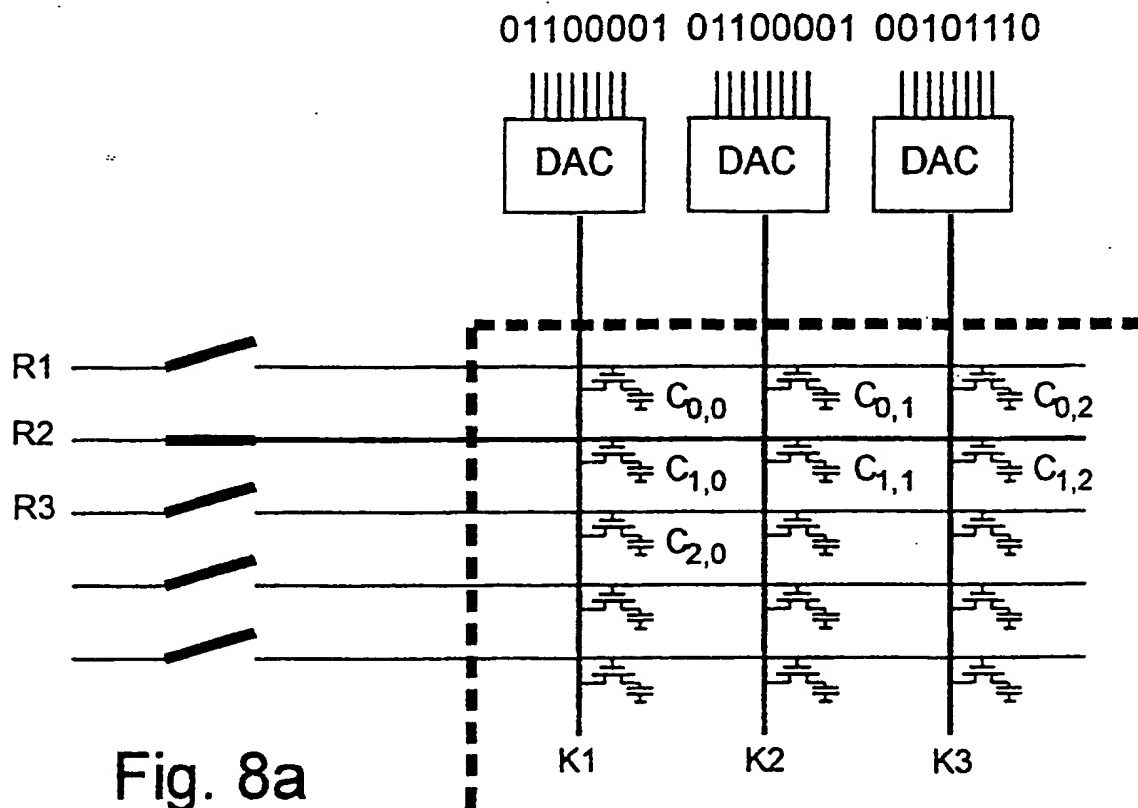 01100001 01100001 00101110
DAC DAC DAC
R1
C0,0 C0,1 C0,2
R2
C1,0 C1,1 C1,2
R3
C2,0
K1 K2 K3
Fig. 8a